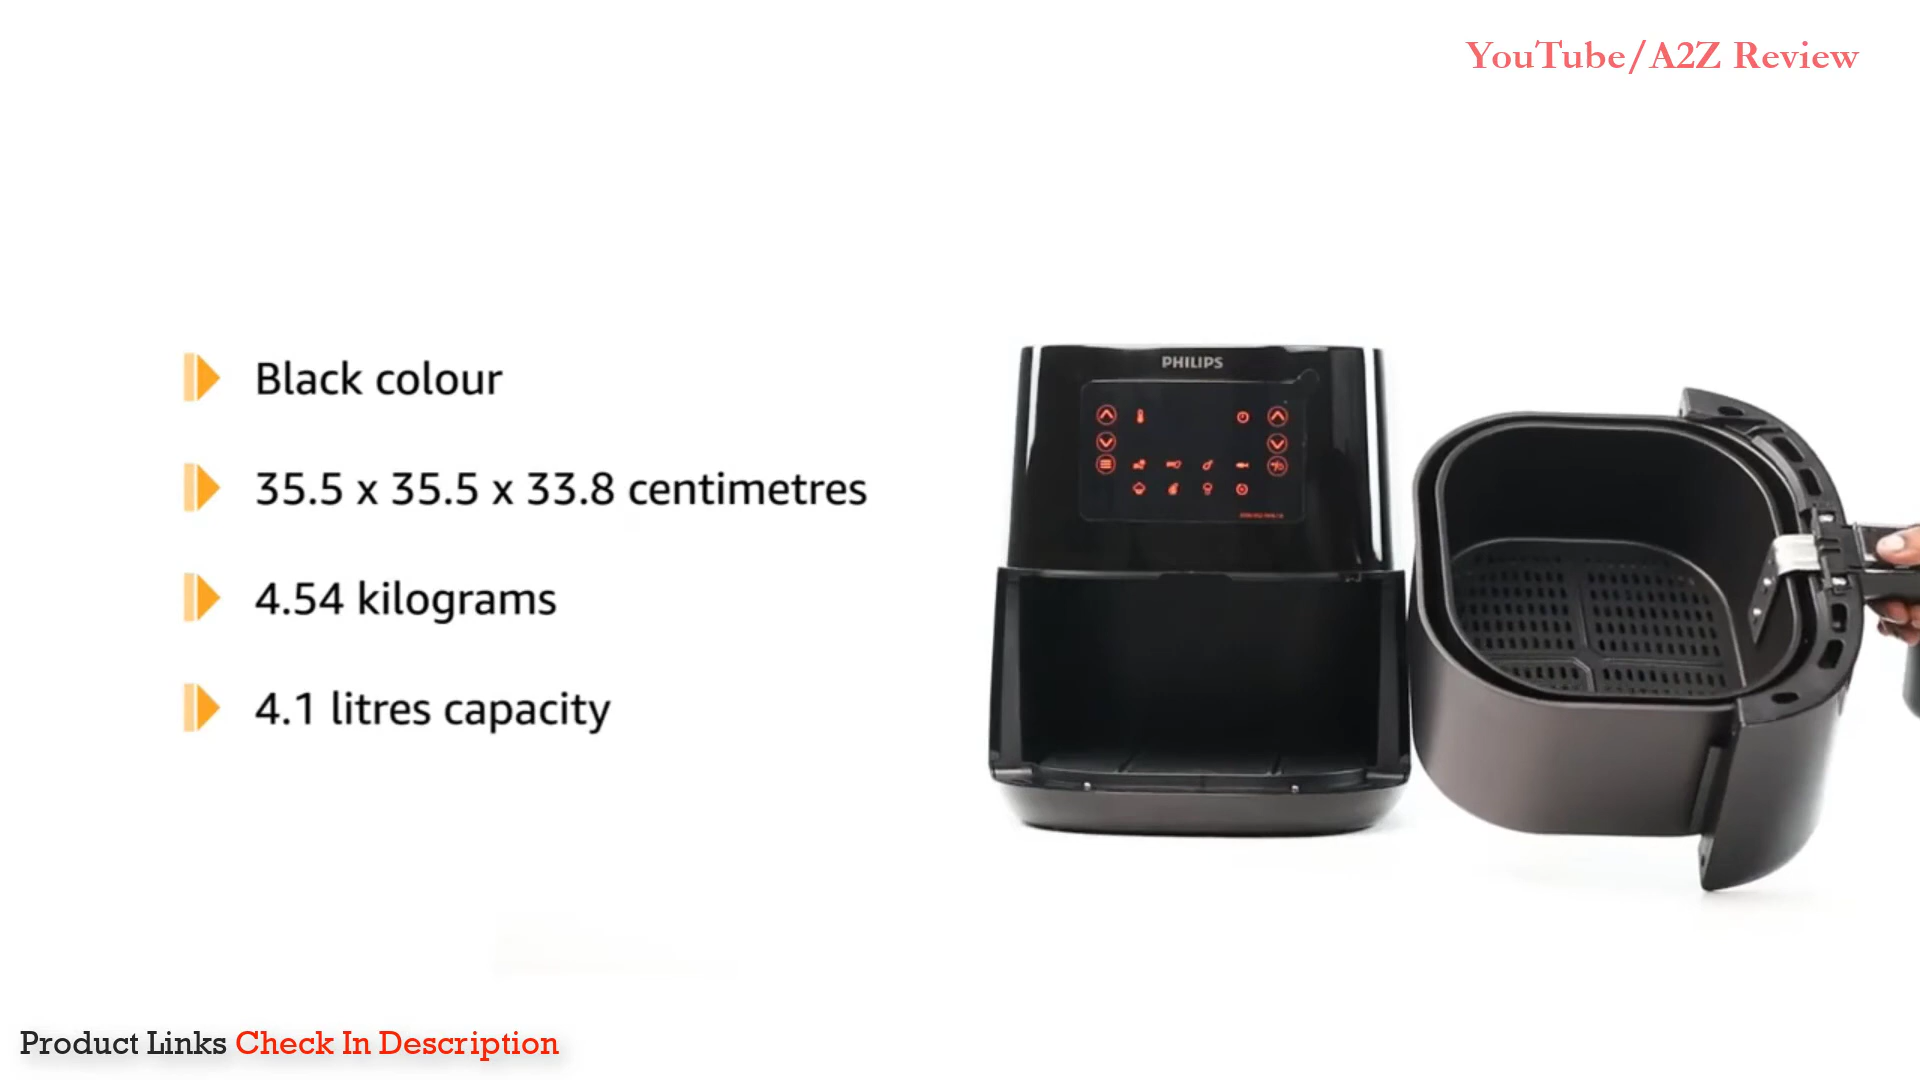 YouTube/A2Z Review
PHILIPS
Black colour
35.5 x 35.5 x 33.8 centimetres
4.54 kilograms
4.1 litres capacity
Product Links Check In Description